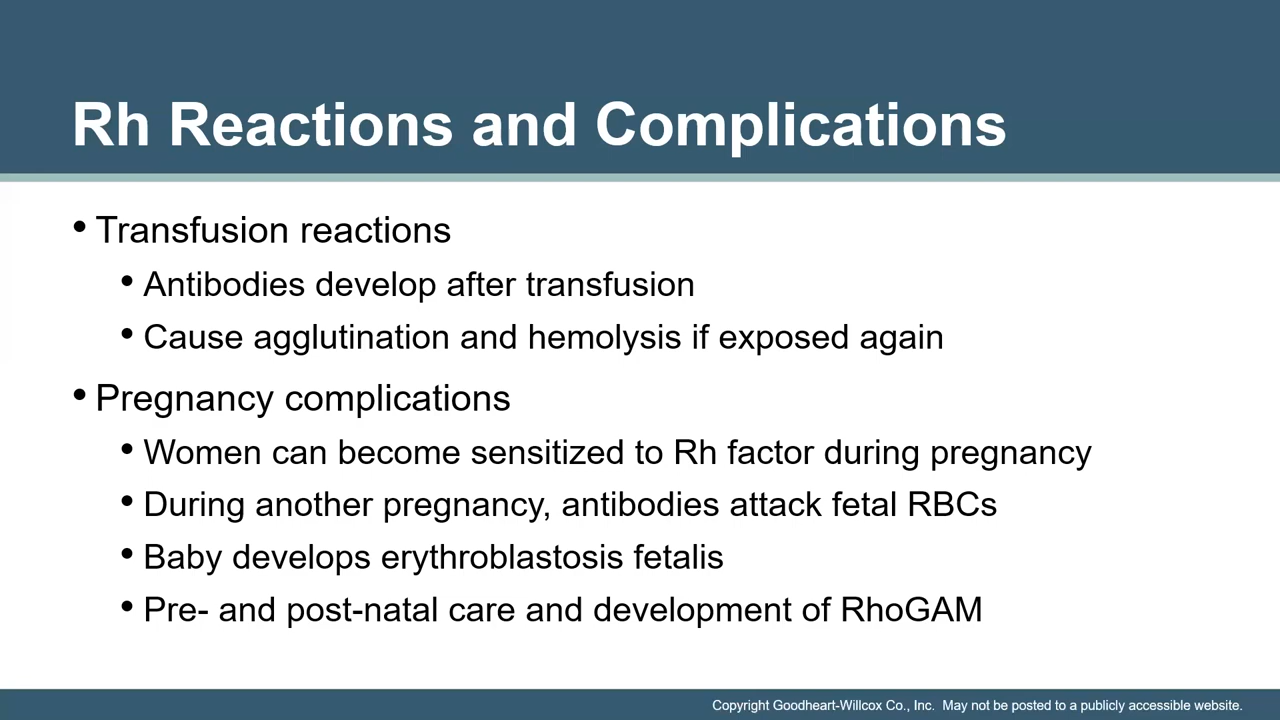 Rh Reactions and Complications
• Transfusion reactions
• Antibodies develop after transfusion
• Cause agglutination and hemolysis if exposed again
• Pregnancy complications
• Women can become sensitized to Rh factor during pregnancy
• During another pregnancy, antibodies attack fetal RBCs
• Baby develops erythroblastosis fetalis
• Pre- and post-natal care and development of RhoGAM
Copyright Goodheart-Willcox Co., Inc.  May not be posted to a publicly accessible website.